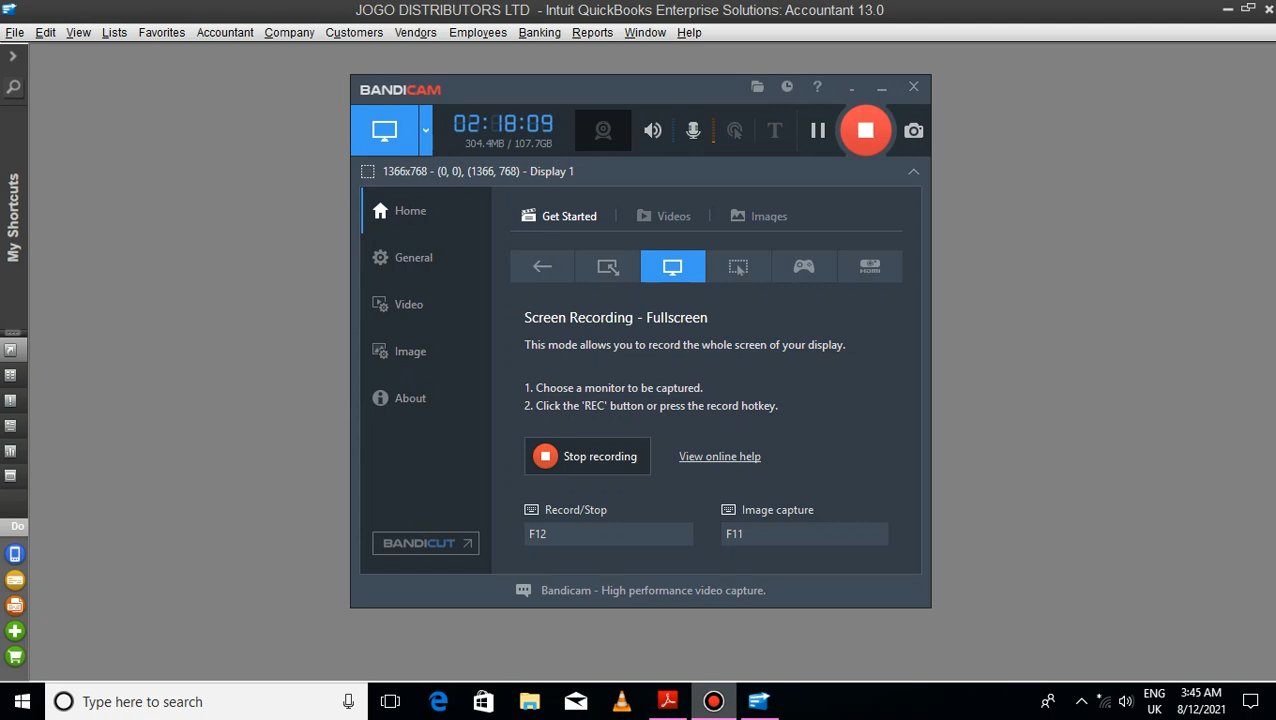 JOGO DISTRIBUTORS LTD - Intuit QuickBooks Enterprise Solutions: Accountant 13.0
File Edit View Lists Favorites Accountant Company Customers Vendors Employees Banking Reports Window Help
My Shortcuts
Do
BANDICAM
02:18:09
304.4MB / 107.7GB
1366x768 - (0, 0), (1366, 768) - Display 1
Home
General
Video
Image
About
BANDICUT
Get Started
Videos
Images
HDMI
Screen Recording - Fullscreen
This mode allows you to record the whole screen of your display.
1. Choose a monitor to be captured.
2. Click the 'REC' button or press the record hotkey.
Stop recording
View online help
Record/Stop
Image capture
F12
F11
Bandicam - High performance video capture.
Type here to search
ENG
UK
3:45 AM
8/12/2021